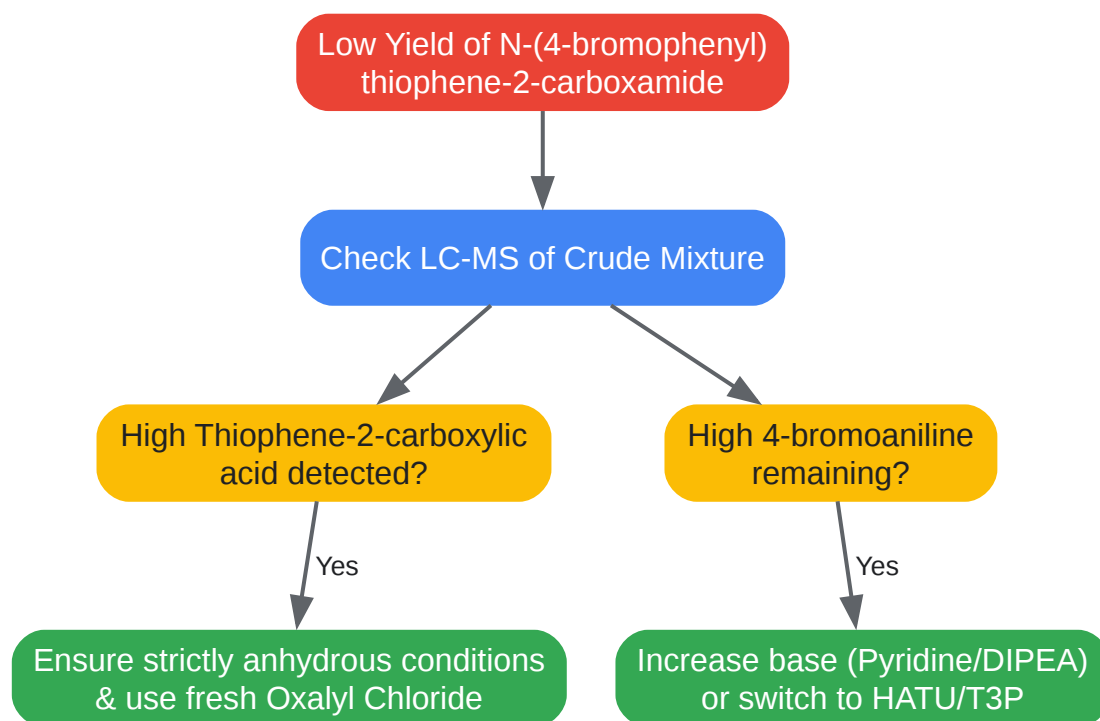 Low Yield of N-(4-bromophenyl)
thiophene-2-carboxamide
Check LC-MS of Crude Mixture
High Thiophene-2-carboxylic
acid detected?
High 4-bromoaniline
remaining?
Yes
Yes
Ensure strictly anhydrous conditions
& use fresh Oxalyl Chloride
Increase base (Pyridine/DIPEA)
or switch to HATU/T3P